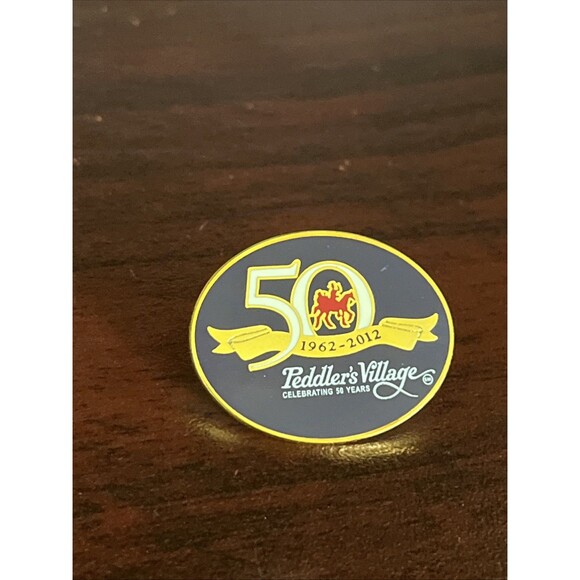 50
1962-2012
Peddler's Village
CELEBRATING 50 YEARS